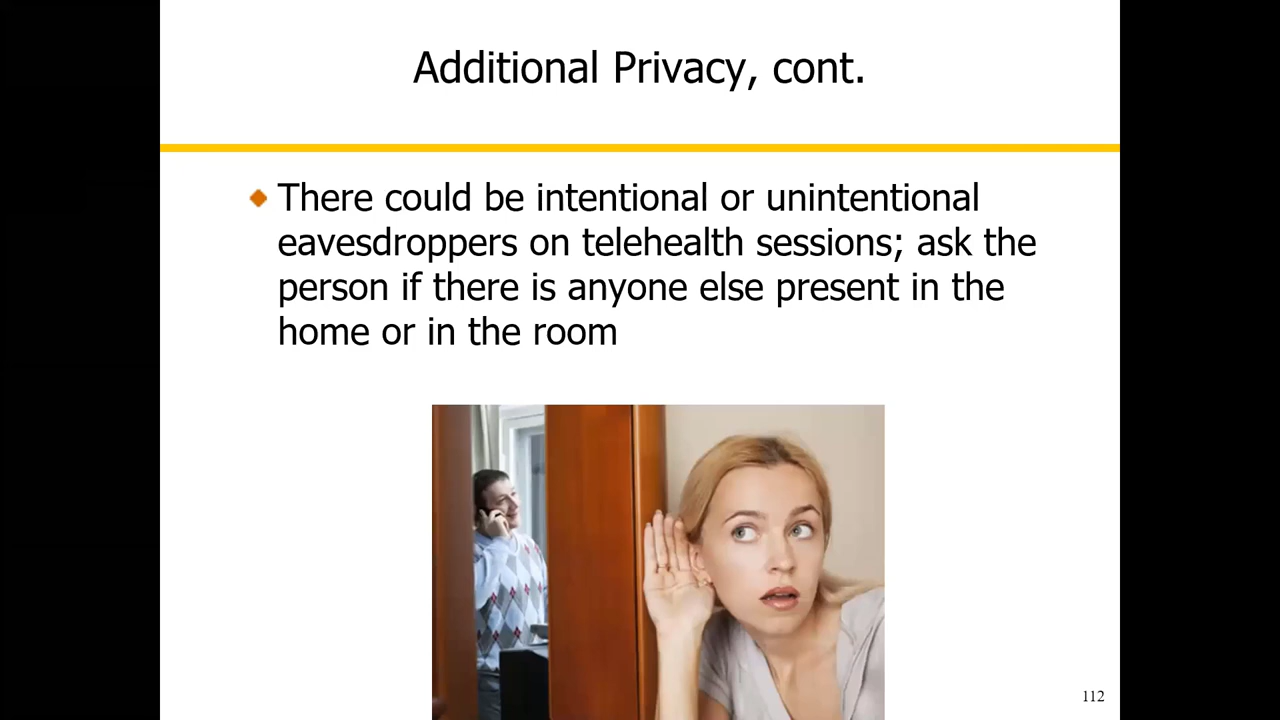 Additional Privacy, cont.
There could be intentional or unintentional
eavesdroppers on telehealth sessions; ask the
person if there is anyone else present in the
home or in the room
112